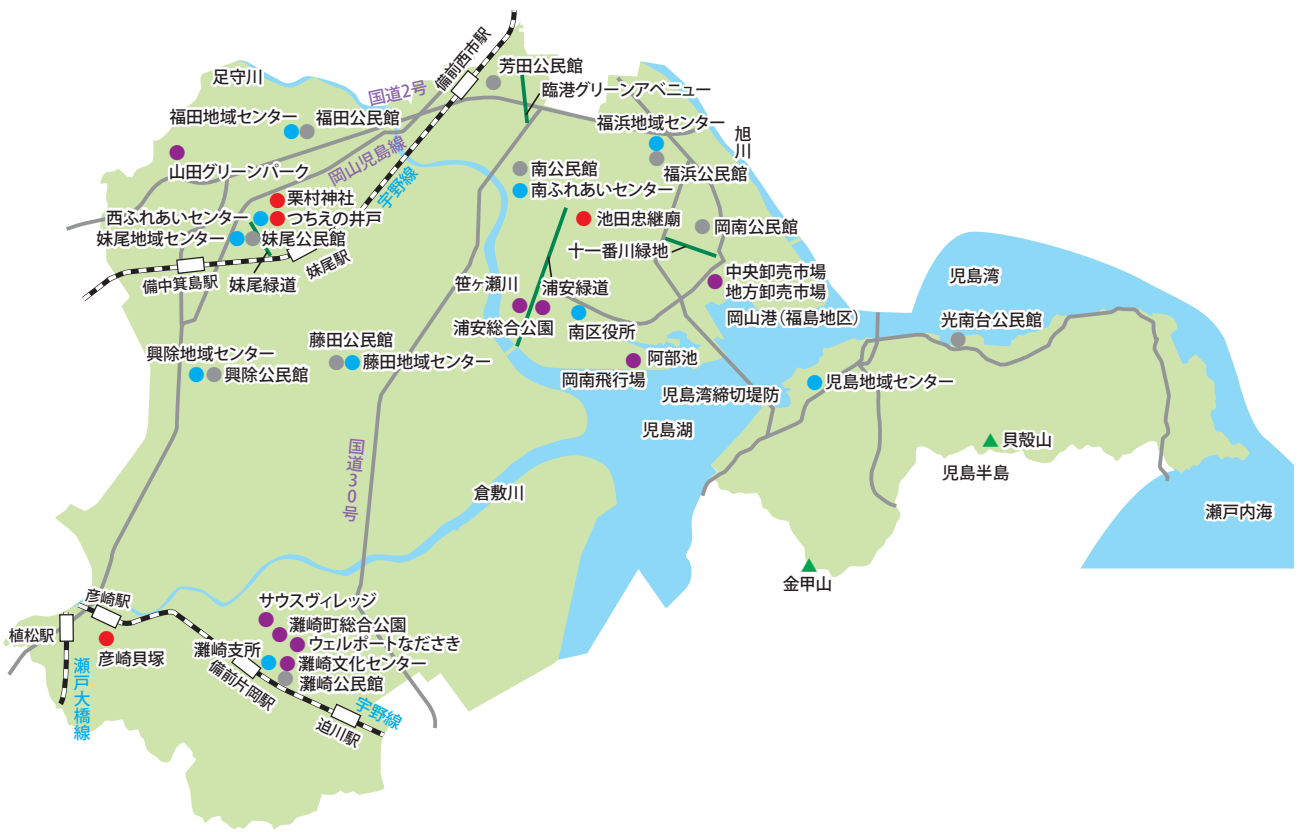 足守川
国道2号
備前西市駅
芳田公民館
臨港グリーンアベニュー
福田地域センター
福田公民館
福浜地域センター
旭川
山田グリーンパーク
岡山児島線
宇野線
南公民館
福浜公民館
南ふれあいセンター
栗村神社
西ふれあいセンター
つちえの井戸
池田忠継廟
岡南公民館
妹尾地域センター
妹尾公民館
十一番川緑地
妹尾駅
備中箕島駅
妹尾緑道
笹ヶ瀬川
浦安緑道
中央卸売市場
地方卸売市場
児島湾
浦安総合公園
南区役所
岡山港（福島地区）
光南台公民館
藤田公民館
興除地域センター
藤田地域センター
興除公民館
阿部池
岡南飛行場
児島湾締切堤防
児島地域センター
児島湖
貝殻山
児島半島
国道30号
倉敷川
瀬戸内海
金甲山
彦崎駅
サウスヴィレッジ
灘崎町総合公園
植松駅
ウェルポートなださき
彦崎貝塚
灘崎支所
灘崎文化センター
備前片岡駅
灘崎公民館
瀬戸大橋線
宇野線
迫川駅